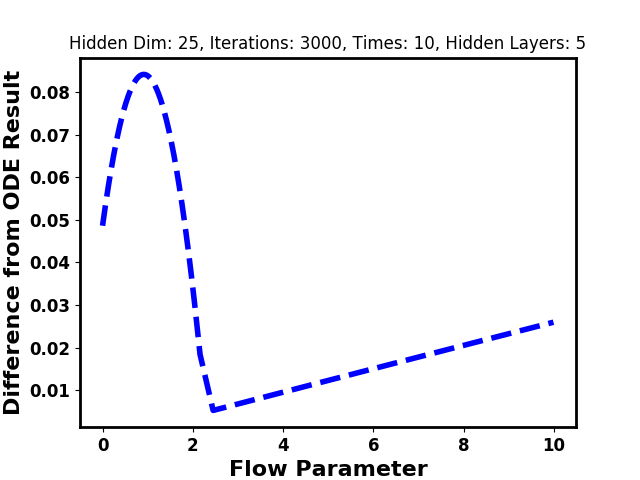 Hidden Dim: 25, Iterations: 3000, Times: 10, Hidden Layers: 5
Difference from ODE Result
0.08
0.07
0.06
0.05
0.04
0.03
0.02
0.01
0 2 4 6 8 10
Flow Parameter